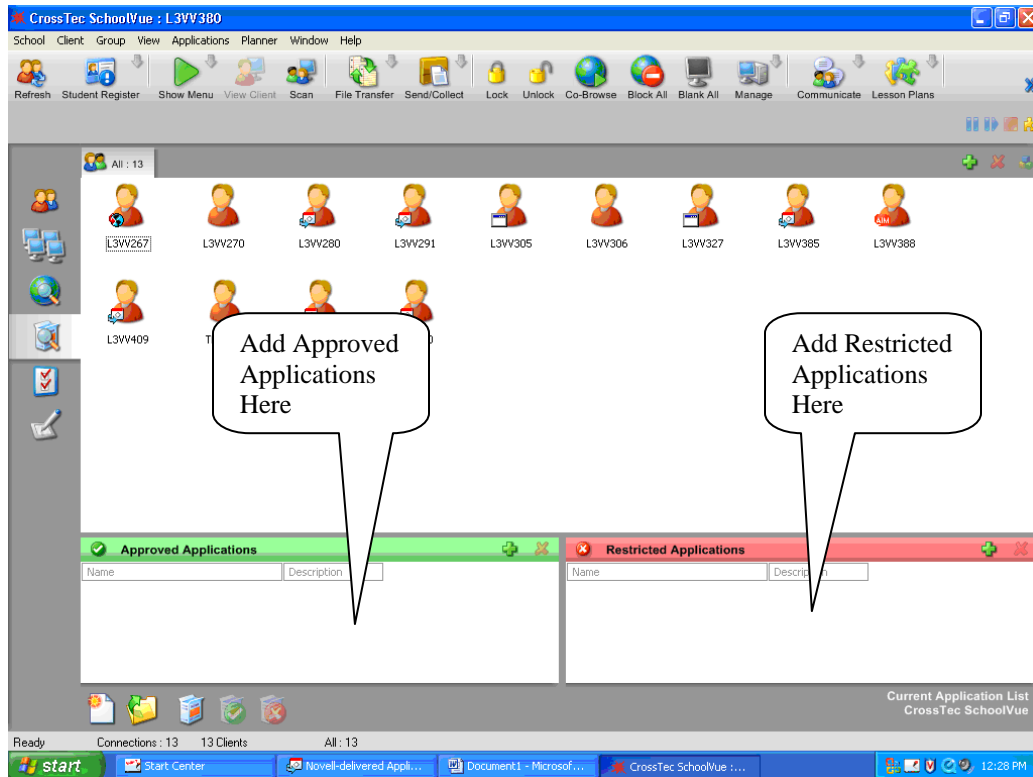 CrossTec SchoolVue : L3VV380
School Client Group View Applications Planner Window Help
Refresh Student Register Show Menu View Client Scan File Transfer Send/Collect Lock Unlock Co-Browse Block All Blank All Manage Communicate Lesson Plans
All : 13
L3VV267 L3VV270 L3VV280 L3VV291 L3VV305 L3VV306 L3VV327 L3VV385 L3VV388
AIM
L3VV409
Add Approved
Applications
Here
Add Restricted
Applications
Here
Approved Applications
Name Description
Restricted Applications
Name
Current Application List
CrossTec SchoolVue
Ready Connections : 13 13 Clients All : 13
start Start Center Novell-delivered Appli... Document1 - Microsof... CrossTec SchoolVue :... 12:28 PM